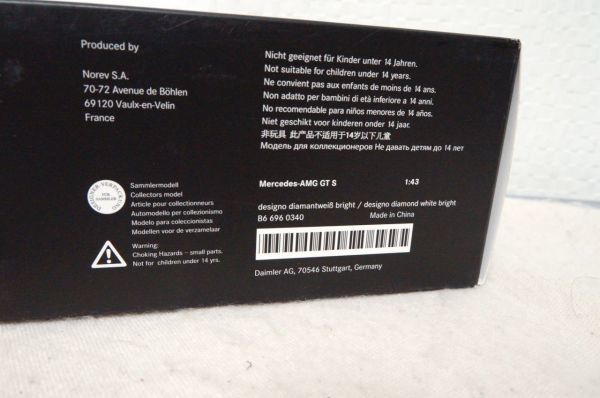 Produced by
Norev S.A.
70-72 Avenue de Böhlen
69120 Vaulx-en-Velin
France
Nicht geeignet für Kinder unter 14 Jahren.
Not suitable for children under 14 years.
Ne convient pas aux enfants de moins de 14 ans.
Non adatto per bambini di età inferiore a 14 anni.
No recomendable para niños menores de 14 años.
Niet geschikt voor kinderen onder 14 jaar.
非玩具 此产品不适用于14岁以下儿童
Модель для коллекционеров Не давать детям до 14 лет
DESIGNER-VERPACKUNG
FÜR
SAMMLER
Sammlermodell
Collectors model
Article pour collectionneurs
Automodello per collezionismo
Modelo para coleccionistas
Modellen voor de verzamelaar
Warning:
Choking Hazards – small parts.
Not for children under 14 yrs.
Mercedes-AMG GT S 1:43
designo diamantweiß bright / designo diamond white bright
B6 696 0340 Made in China
Daimler AG, 70546 Stuttgart, Germany